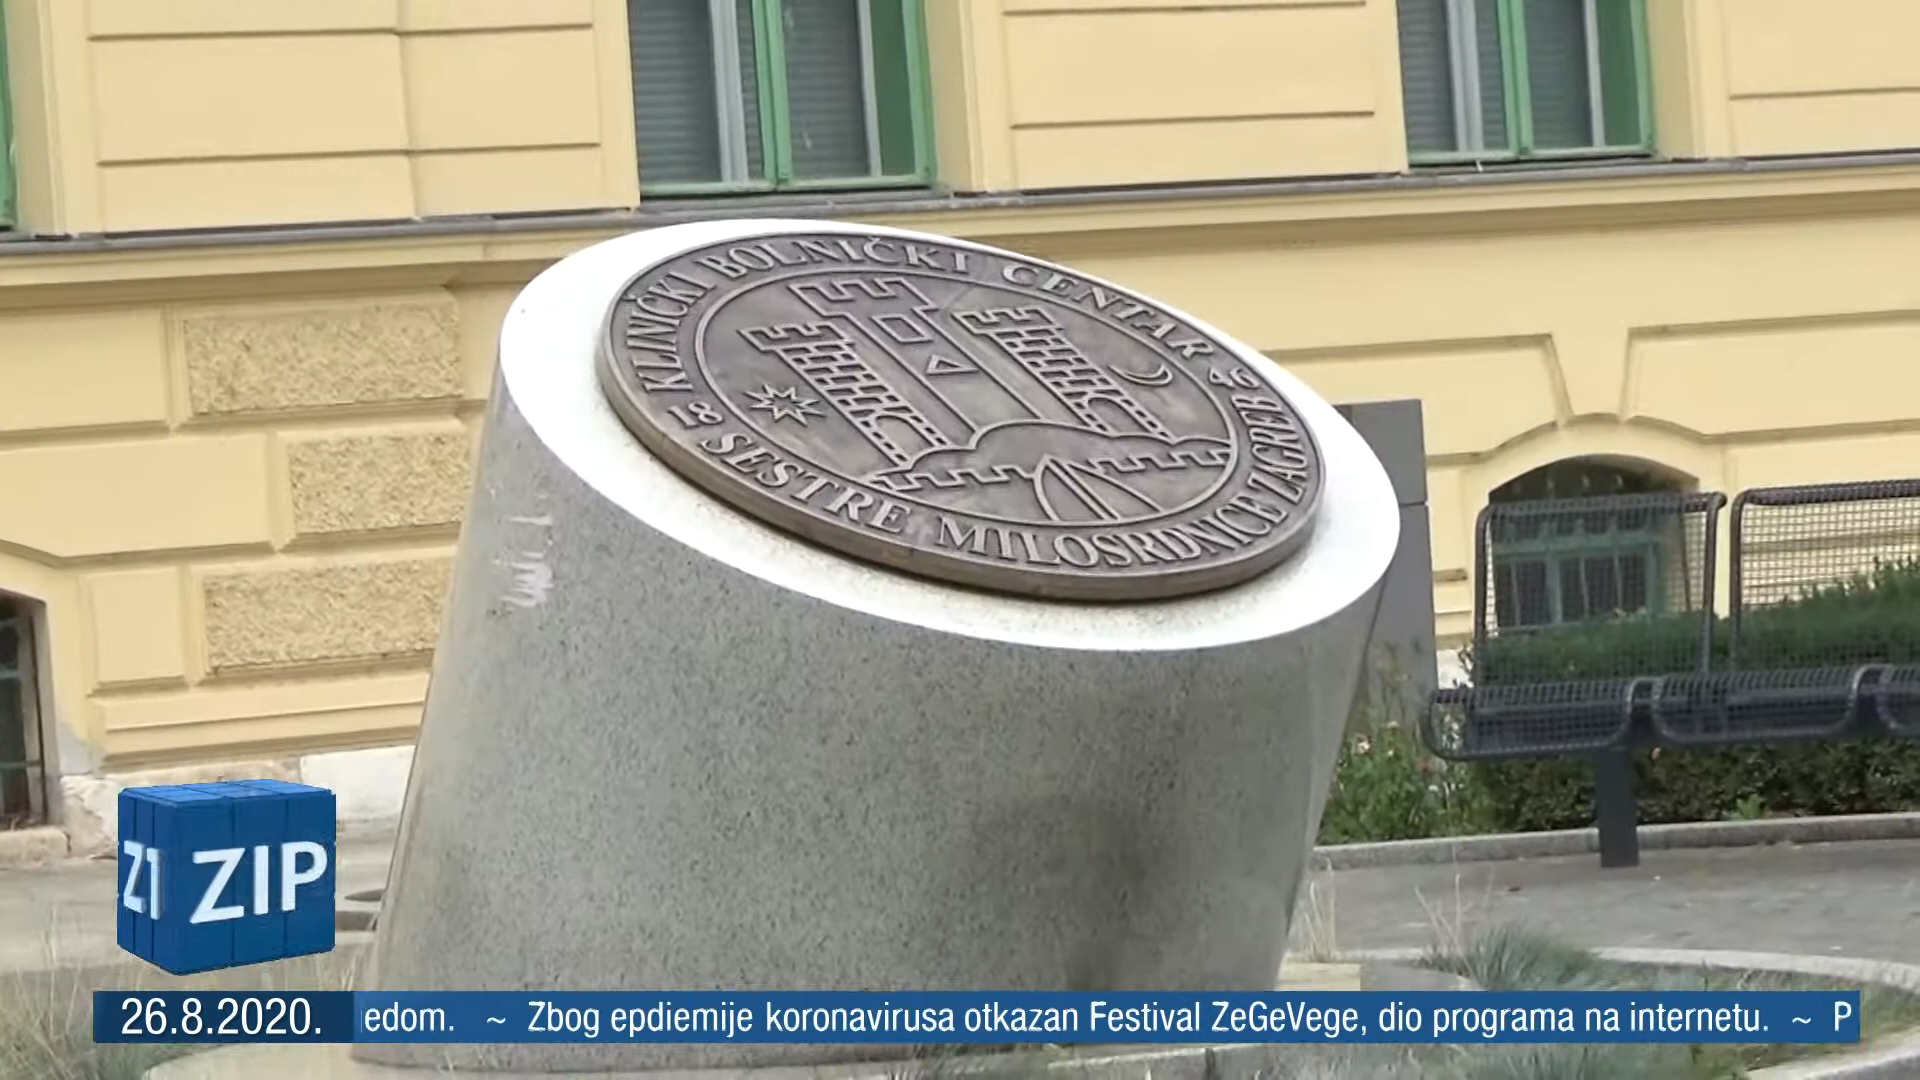 KLINIČKI BOLNIČKI CENTAR
18 46
SESTRE MILOSRDNICE ZAGREB
Z1 ZIP
26.8.2020. edom. ~ Zbog epdiemije koronavirusa otkazan Festival ZeGeVege, dio programa na internetu. ~ P